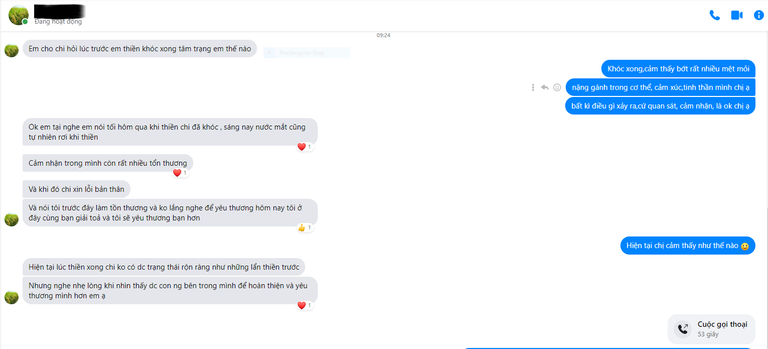 Đang hoạt động
09:24
Em cho chi hỏi lúc trước em thiền khóc xong tâm trạng em thế nào
Khóc xong,cảm thấy bớt rất nhiều mệt mỏi
nặng gánh trong cơ thể, cảm xúc,tinh thần mình chị ạ
bất kì điều gì xảy ra,cứ quan sát, cảm nhận, là ok chị ạ
Ok em tại nghe em nói tối hôm qua khi thiền chi đã khóc , sáng nay nước mắt cũng
tự nhiên rơi khi thiền
1
Cảm nhận trong mình còn rất nhiều tổn thương
1
Và khi đó chi xin lỗi bản thân
Và nói tôi trước đây làm tổn thương và ko lắng nghe để yêu thương hôm nay tôi ở
đây cùng bạn giải toả và tôi sẽ yêu thương bạn hơn
1
Hiện tại chị cảm thấy như thế nào
Hiện tại lúc thiền xong chi ko có dc trạng thái rộn ràng như những lần thiền trước
Nhưng nghe nhẹ lòng khi nhìn thấy dc con ng bên trong mình để hoàn thiện và yêu
thương mình hơn em ạ
1
Cuộc gọi thoại
53 giây